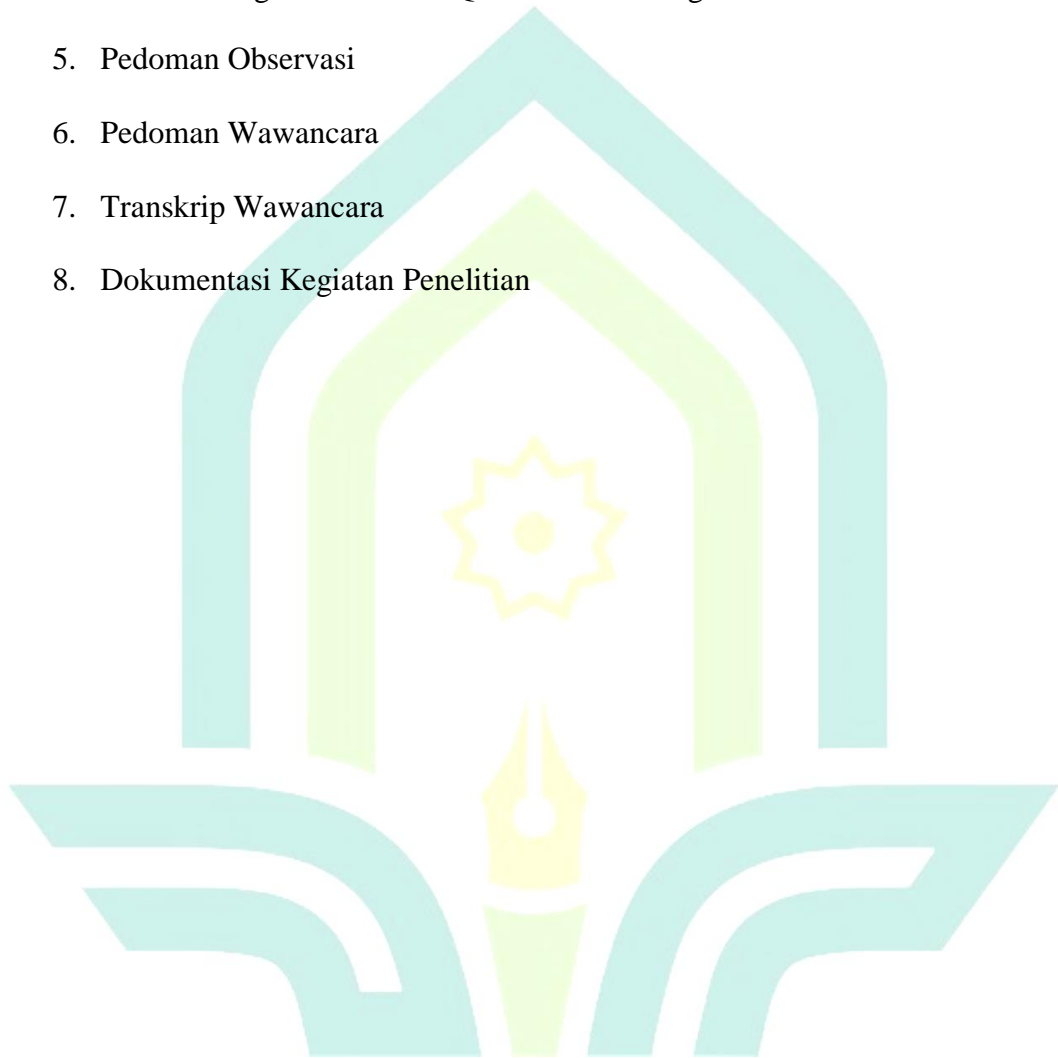 5. Pedoman Observasi
6. Pedoman Wawancara
7. Transkrip Wawancara
8. Dokumentasi Kegiatan Penelitian